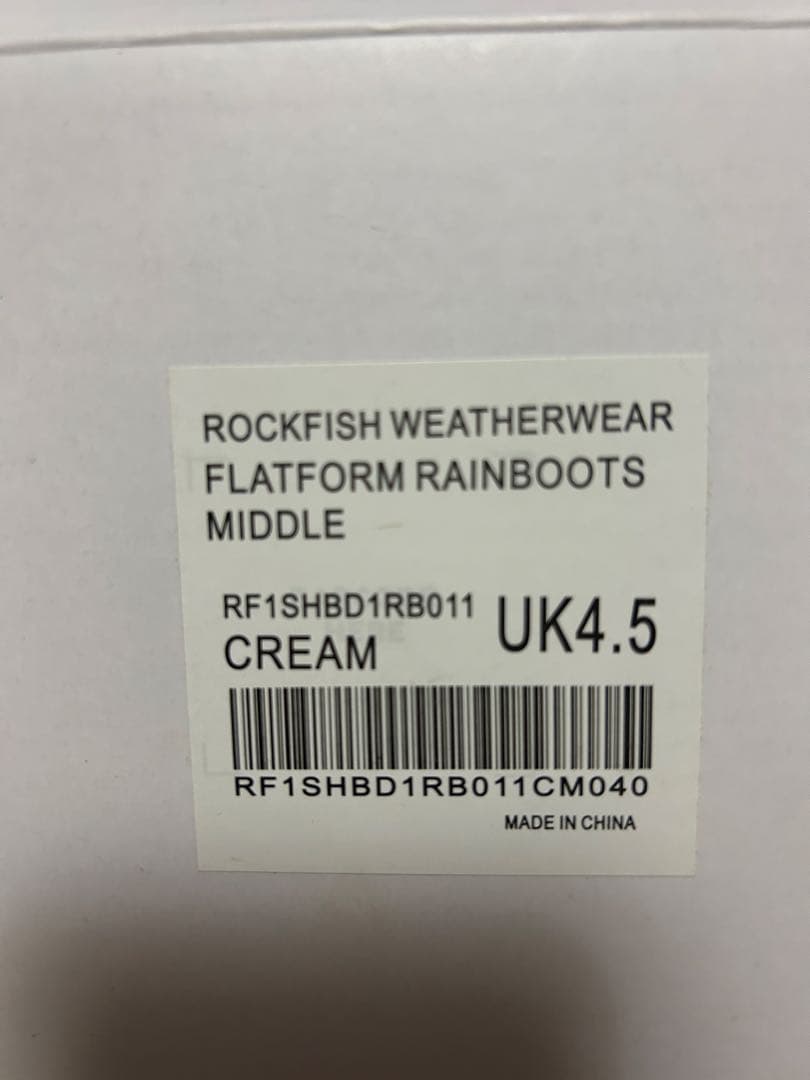 ROCKFISH WEATHERWEAR
FLATFORM RAINBOOTS
MIDDLE
RF1SHBD1RB011
CREAM
UK4.5
RF1SHBD1RB011CM040
MADE IN CHINA